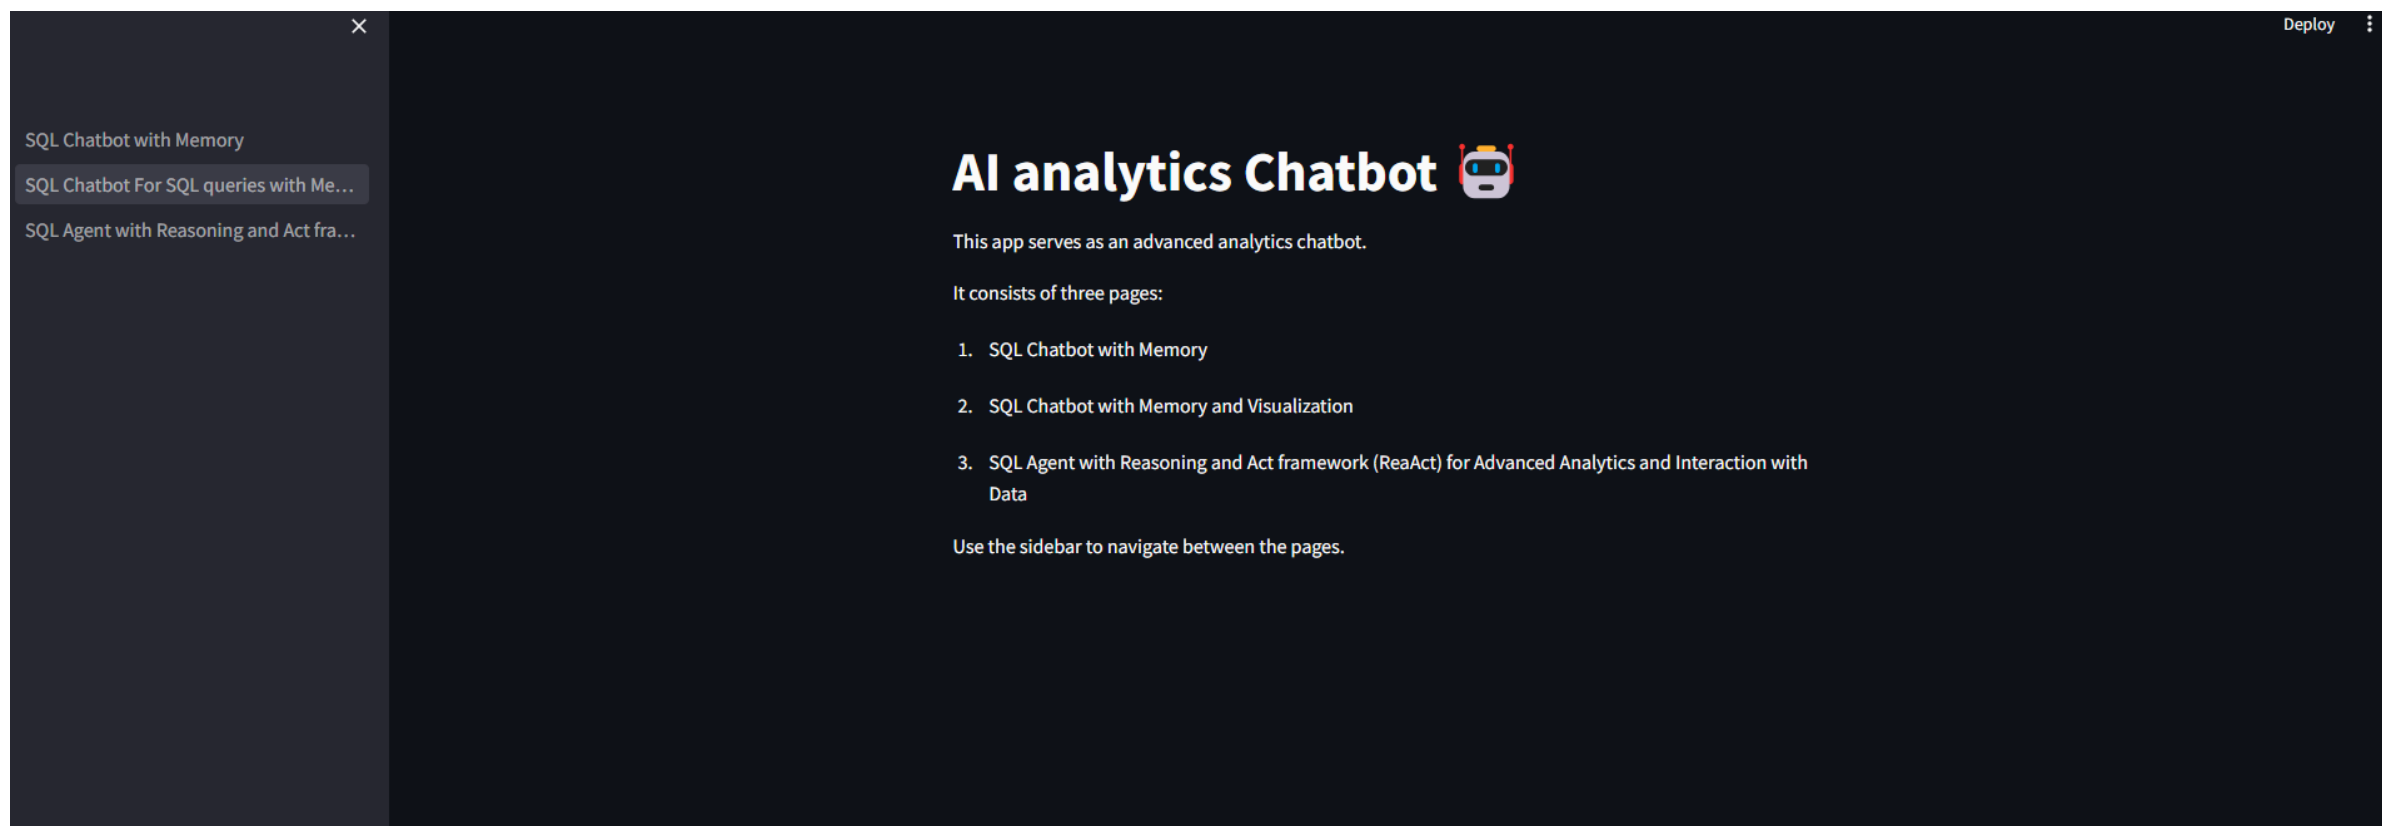 Deploy
SQL Chatbot with Memory
SQL Chatbot For SQL queries with Me...
SQL Agent with Reasoning and Act fra...
AI analytics Chatbot
This app serves as an advanced analytics chatbot.
It consists of three pages:
1. SQL Chatbot with Memory
2. SQL Chatbot with Memory and Visualization
3. SQL Agent with Reasoning and Act framework (ReaAct) for Advanced Analytics and Interaction with
Data
Use the sidebar to navigate between the pages.